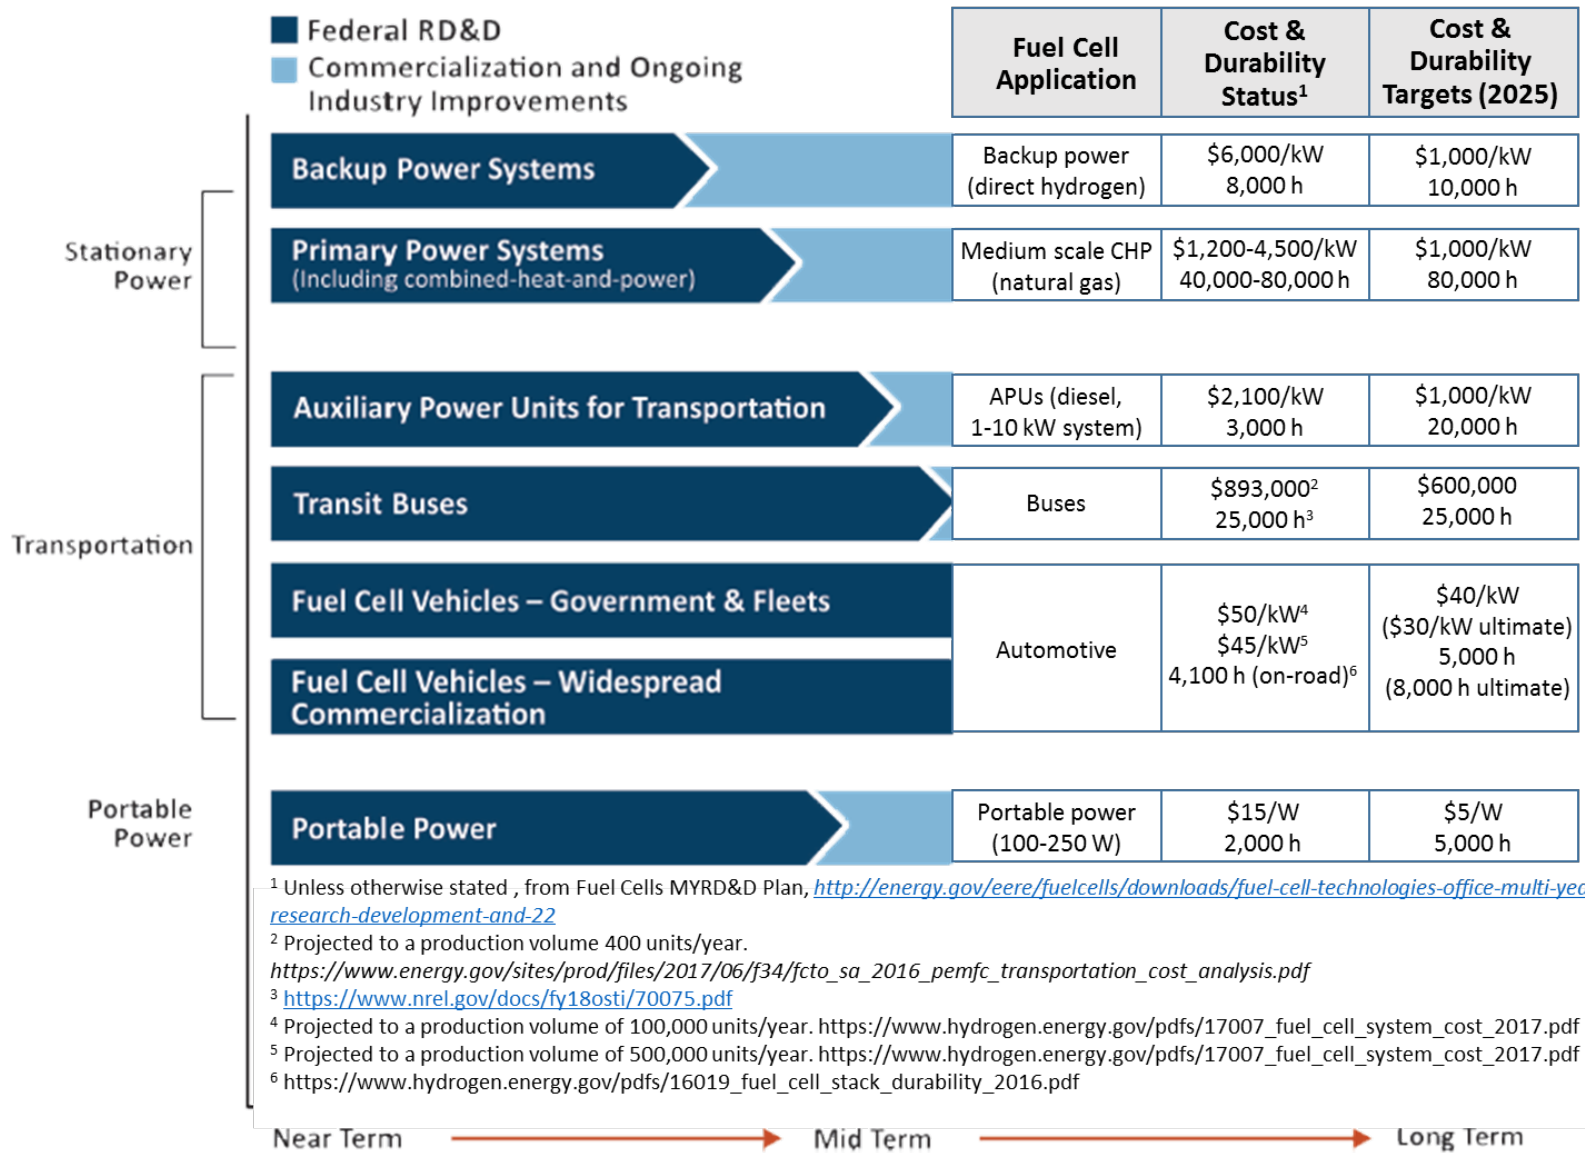 Federal RD&D
Commercialization and Ongoing
Industry Improvements
Fuel Cell
Application
Cost &
Durability
Status¹
Cost &
Durability
Targets (2025)
Stationary
Power
Backup Power Systems
Backup power
(direct hydrogen)
$6,000/kW
8,000 h
$1,000/kW
10,000 h
Primary Power Systems
(Including combined-heat-and-power)
Medium scale CHP
(natural gas)
$1,200-4,500/kW
40,000-80,000 h
$1,000/kW
80,000 h
Transportation
Auxiliary Power Units for Transportation
APUs (diesel,
1-10 kW system)
$2,100/kW
3,000 h
$1,000/kW
20,000 h
Transit Buses
Buses
$893,000²
25,000 h³
$600,000
25,000 h
Fuel Cell Vehicles – Government & Fleets
Fuel Cell Vehicles – Widespread
Commercialization
Automotive
$50/kW⁴
$45/kW⁵
4,100 h (on-road)⁶
$40/kW
($30/kW ultimate)
5,000 h
(8,000 h ultimate)
Portable
Power
Portable Power
Portable power
(100-250 W)
$15/W
2,000 h
$5/W
5,000 h
¹ Unless otherwise stated , from Fuel Cells MYRD&D Plan, http://energy.gov/eere/fuelcells/downloads/fuel-cell-technologies-office-multi-yea
research-development-and-22
² Projected to a production volume 400 units/year.
https://www.energy.gov/sites/prod/files/2017/06/f34/fcto_sa_2016_pemfc_transportation_cost_analysis.pdf
³ https://www.nrel.gov/docs/fy18osti/70075.pdf
⁴ Projected to a production volume of 100,000 units/year. https://www.hydrogen.energy.gov/pdfs/17007_fuel_cell_system_cost_2017.pdf
⁵ Projected to a production volume of 500,000 units/year. https://www.hydrogen.energy.gov/pdfs/17007_fuel_cell_system_cost_2017.pdf
⁶ https://www.hydrogen.energy.gov/pdfs/16019_fuel_cell_stack_durability_2016.pdf
Near Term
Mid Term
Long Term